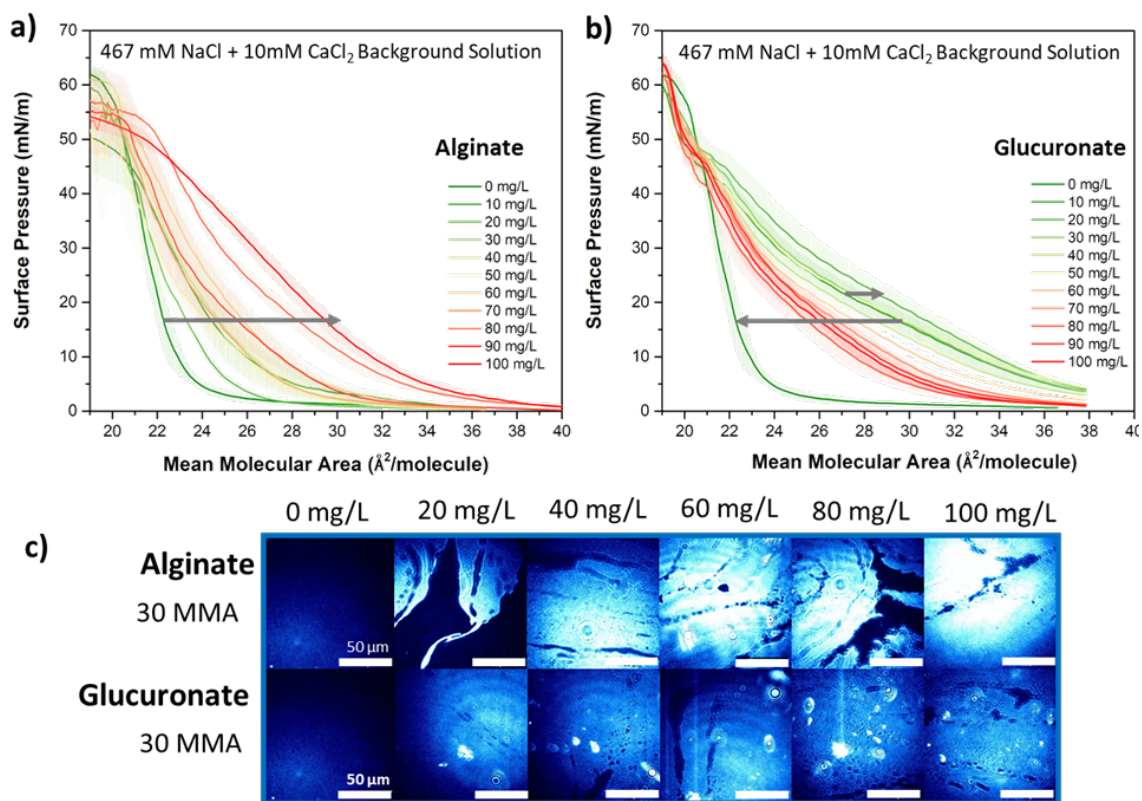 a)
467 mM NaCl + 10mM CaCl₂ Background Solution
Surface Pressure (mN/m)
70
60
50
40
30
20
10
0
Alginate
0 mg/L
10 mg/L
20 mg/L
30 mg/L
40 mg/L
50 mg/L
60 mg/L
70 mg/L
80 mg/L
90 mg/L
100 mg/L
20 22 24 26 28 30 32 34 36 38 40
Mean Molecular Area (Å²/molecule)
b)
467 mM NaCl + 10mM CaCl₂ Background Solution
Surface Pressure (mN/m)
70
60
50
40
30
20
10
0
Glucuronate
0 mg/L
10 mg/L
20 mg/L
30 mg/L
40 mg/L
50 mg/L
60 mg/L
70 mg/L
80 mg/L
90 mg/L
100 mg/L
20 22 24 26 28 30 32 34 36 38 40
Mean Molecular Area (Å²/molecule)
c)
0 mg/L 20 mg/L 40 mg/L 60 mg/L 80 mg/L 100 mg/L
Alginate
30 MMA
50 µm
Glucuronate
30 MMA
50 µm